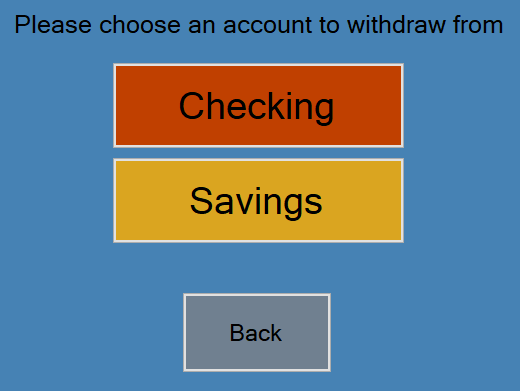 Please choose an account to withdraw from
Checking
Savings
Back